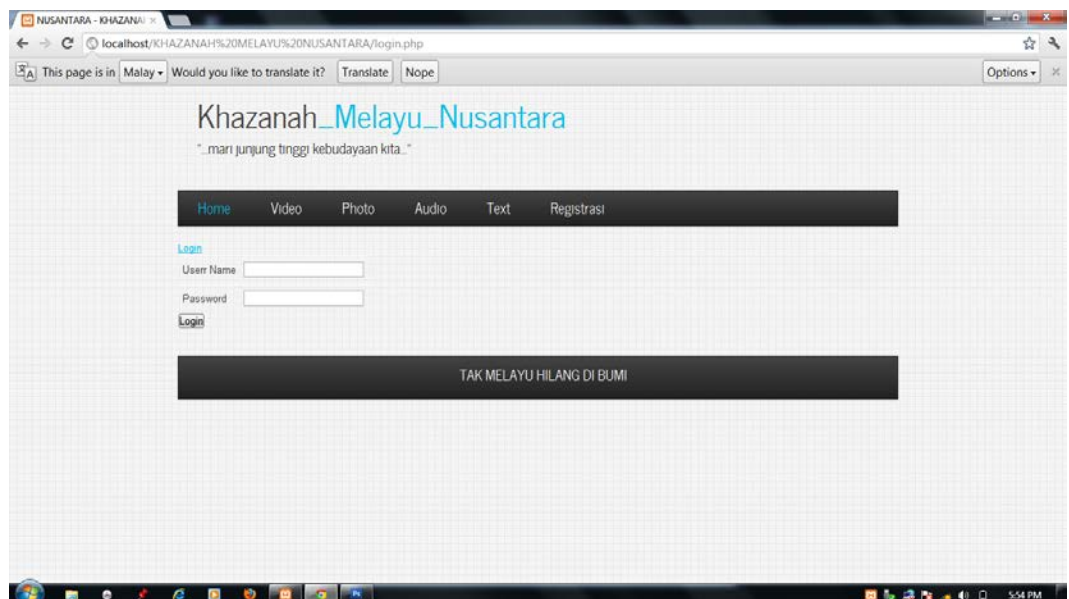 NUSANTARA - KHAZANAH
localhost/KHAZANAH%20MELAYU%20NUSANTARA/login.php
This page is in Malay Would you like to translate it? Translate Nope Options
Khazanah_Melayu_Nusantara
"...mari junjung tinggi kebudayaan kita..."
Home Video Photo Audio Text Registrasi
Login
Userr Name
Password
Login
TAK MELAYU HILANG DI BUMI
5:54 PM